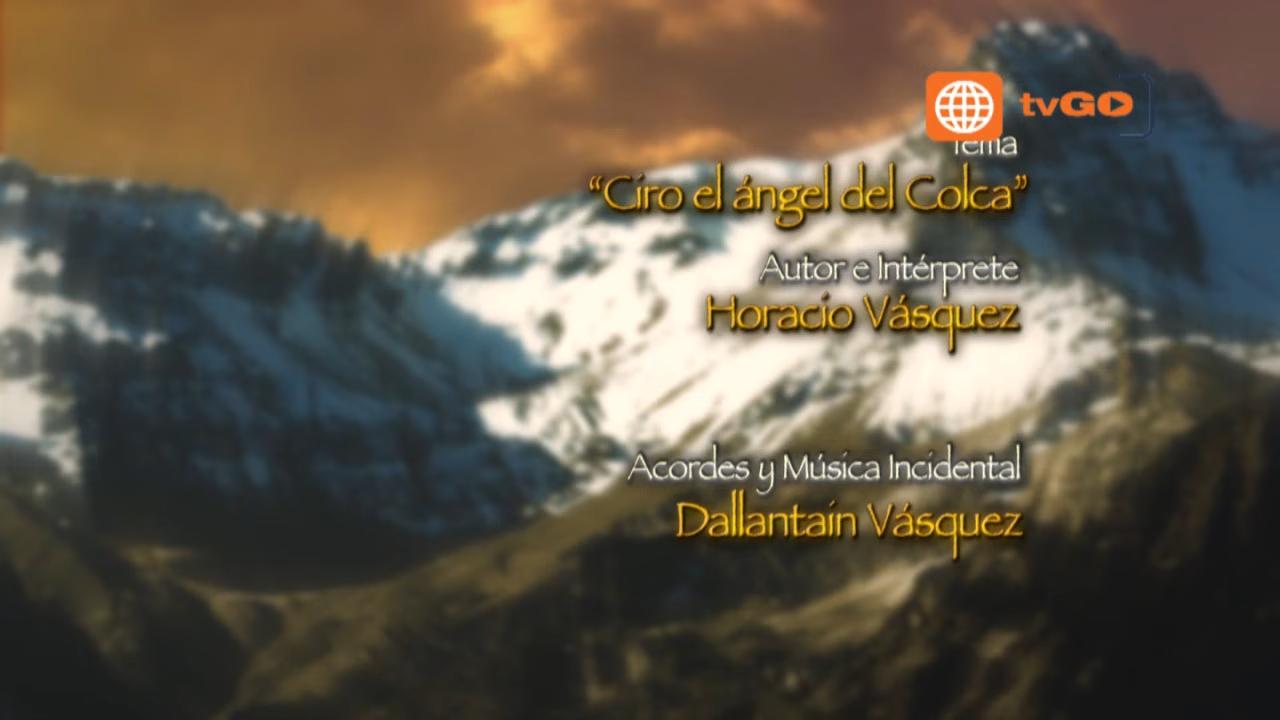 tvGO
Tema
“Ciro el ángel del Colca”
Autor e Intérprete
Horacio Vásquez
Acordes y Música Incidental
Dallantain Vásquez